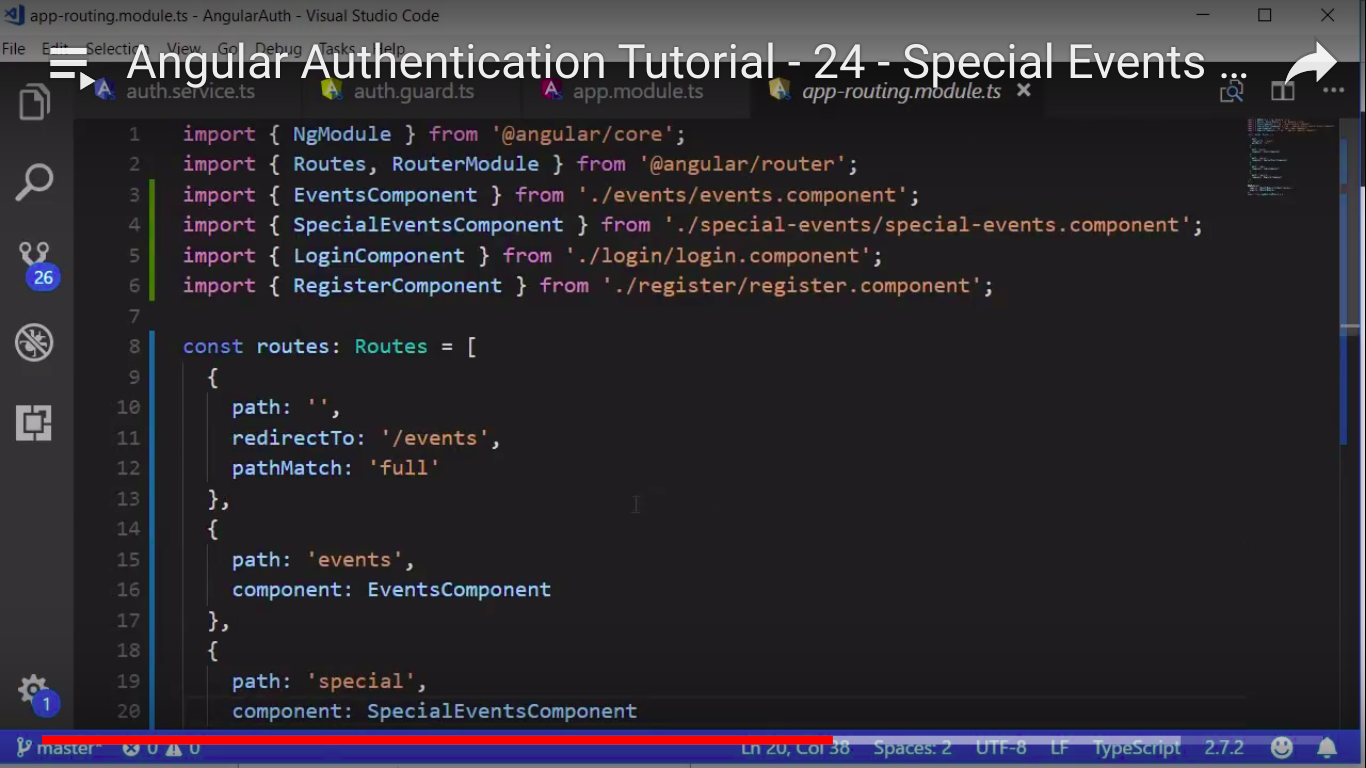 app-routing.module.ts - AngularAuth - Visual Studio Code
File Edit Selection View Go Debug Tasks Help
Angular Authentication Tutorial - 24 - Special Events ...
auth.service.ts auth.guard.ts app.module.ts app-routing.module.ts
1 import { NgModule } from '@angular/core';
2 import { Routes, RouterModule } from '@angular/router';
3 import { EventsComponent } from './events/events.component';
4 import { SpecialEventsComponent } from './special-events/special-events.component';
5 import { LoginComponent } from './login/login.component';
6 import { RegisterComponent } from './register/register.component';
7
8 const routes: Routes = [
9 {
10 path: '',
11 redirectTo: '/events',
12 pathMatch: 'full'
13 },
14 {
15 path: 'events',
16 component: EventsComponent
17 },
18 {
19 path: 'special',
20 component: SpecialEventsComponent
26
1
master* 0 0 Ln 20, Col 38 Spaces: 2 UTF-8 LF TypeScript 2.7.2